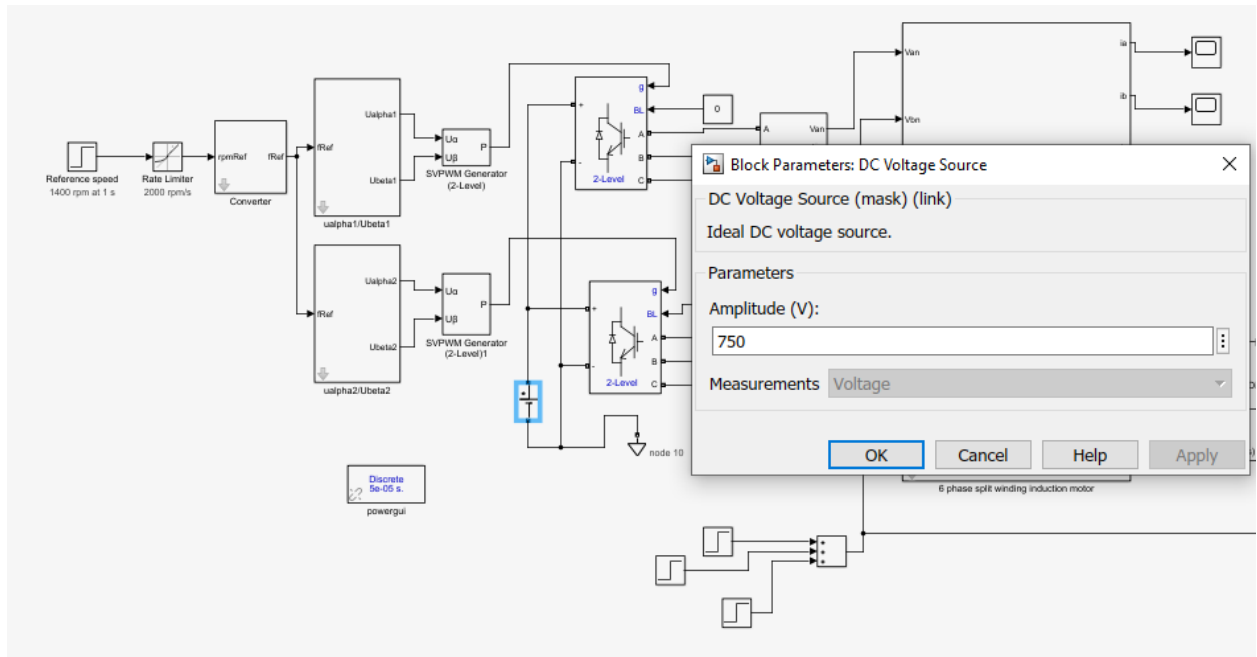 Reference speed
1400 rpm at 1 s
Rate Limiter
2000 rpm/s
rpmRef
fRef
Converter
fRef
Ualpha1
Ubeta1
ualpha1/Ubeta1
Uα
Uβ
P
SVPWM Generator
(2-Level)
g
BL
+
-
A
B
C
2-Level
0
A
Van
Van
Vbn
ia
ib
fRef
Ualpha2
Ubeta2
ualpha2/Ubeta2
Uα
Uβ
P
SVPWM Generator
(2-Level)1
g
BL
+
-
A
B
C
2-Level
+
node 10
Discrete
5e-05 s.
powergui
Block Parameters: DC Voltage Source
DC Voltage Source (mask) (link)
Ideal DC voltage source.
Parameters
Amplitude (V):
750
Measurements Voltage
OK Cancel Help Apply
6 phase split winding induction motor
+
+
+